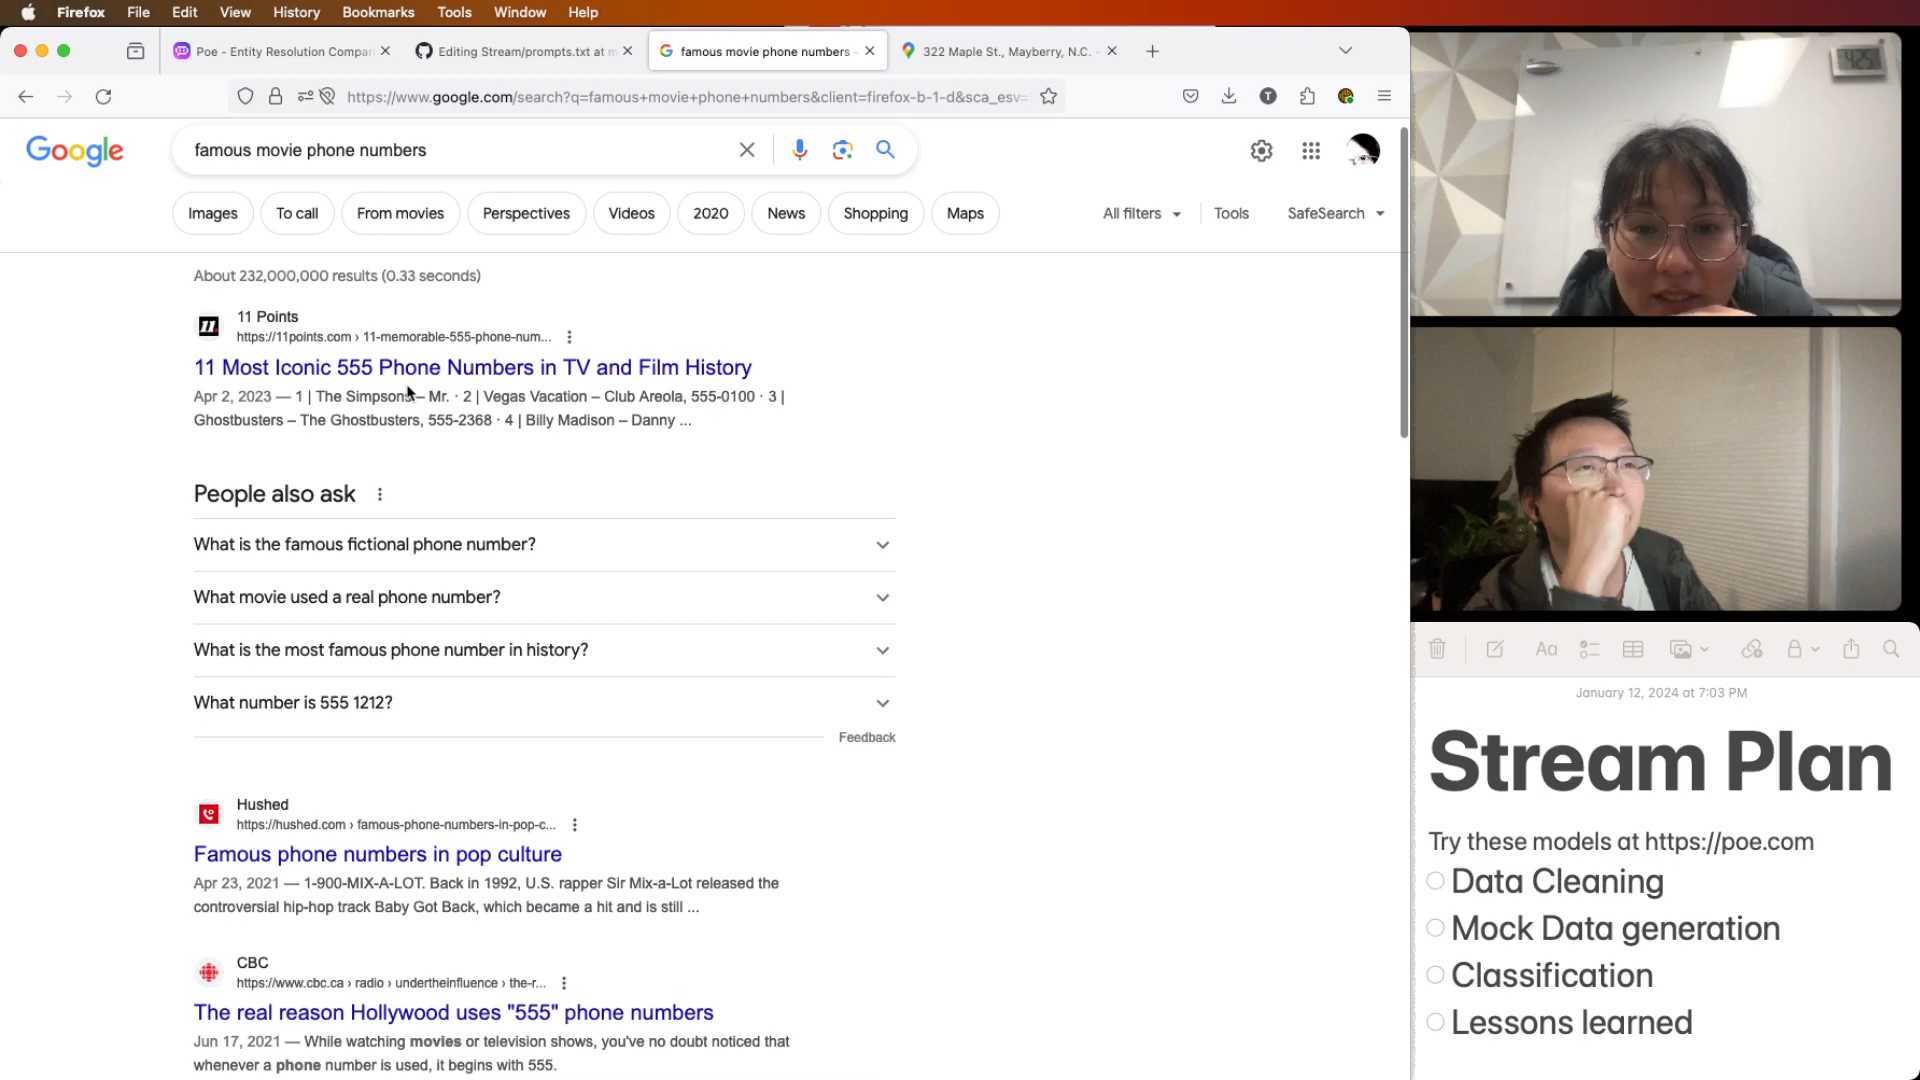 Firefox File Edit View History Bookmarks Tools Window Help
Poe - Entity Resolution Compari
Editing Stream/prompts.txt at m
famous movie phone numbers -
322 Maple St., Mayberry, N.C. -
https://www.google.com/search?q=famous+movie+phone+numbers&client=firefox-b-1-d&sca_esv=
T
Google
famous movie phone numbers
Images To call From movies Perspectives Videos 2020 News Shopping Maps All filters Tools SafeSearch
About 232,000,000 results (0.33 seconds)
11 Points
https://11points.com › 11-memorable-555-phone-num...
11 Most Iconic 555 Phone Numbers in TV and Film History
Apr 2, 2023 — 1 | The Simpsons – Mr. · 2 | Vegas Vacation – Club Areola, 555-0100 · 3 |
Ghostbusters – The Ghostbusters, 555-2368 · 4 | Billy Madison – Danny ...
People also ask
What is the famous fictional phone number?
What movie used a real phone number?
What is the most famous phone number in history?
What number is 555 1212?
Feedback
Hushed
https://hushed.com › famous-phone-numbers-in-pop-c...
Famous phone numbers in pop culture
Apr 23, 2021 — 1-900-MIX-A-LOT. Back in 1992, U.S. rapper Sir Mix-a-Lot released the
controversial hip-hop track Baby Got Back, which became a hit and is still ...
CBC
https://www.cbc.ca › radio › undertheinfluence › the-r...
The real reason Hollywood uses "555" phone numbers
Jun 17, 2021 — While watching movies or television shows, you've no doubt noticed that
whenever a phone number is used, it begins with 555.
Aa
January 12, 2024 at 7:03 PM
Stream Plan
Try these models at https://poe.com
Data Cleaning
Mock Data generation
Classification
Lessons learned